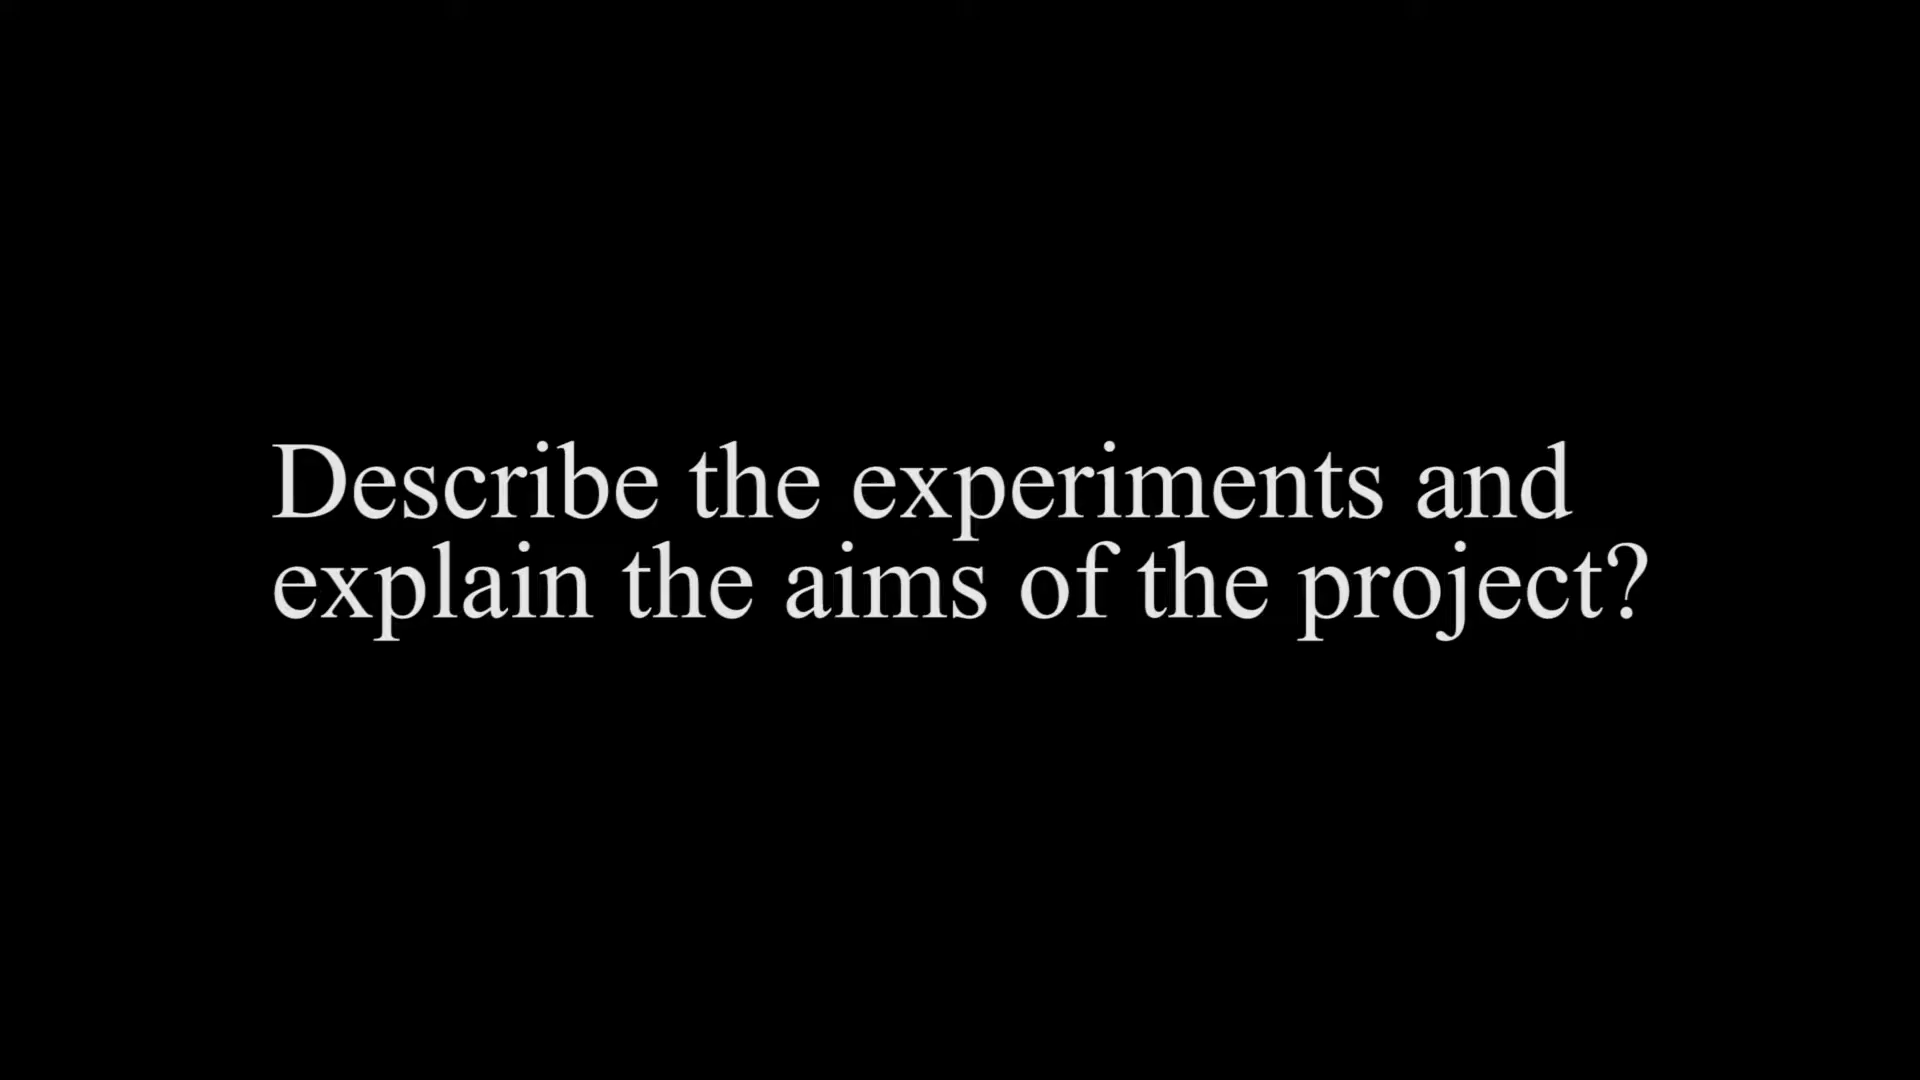 Describe the experiments and
explain the aims of the project?